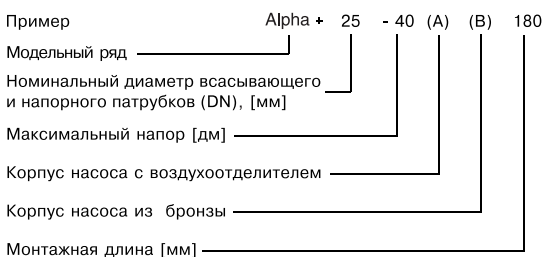 Пример Alpha + 25 - 40 (A) (B) 180
Модельный ряд
Номинальный диаметр всасывающего
и напорного патрубков (DN), [мм]
Максимальный напор [дм]
Корпус насоса с воздухоотделителем
Корпус насоса из бронзы
Монтажная длина [мм]